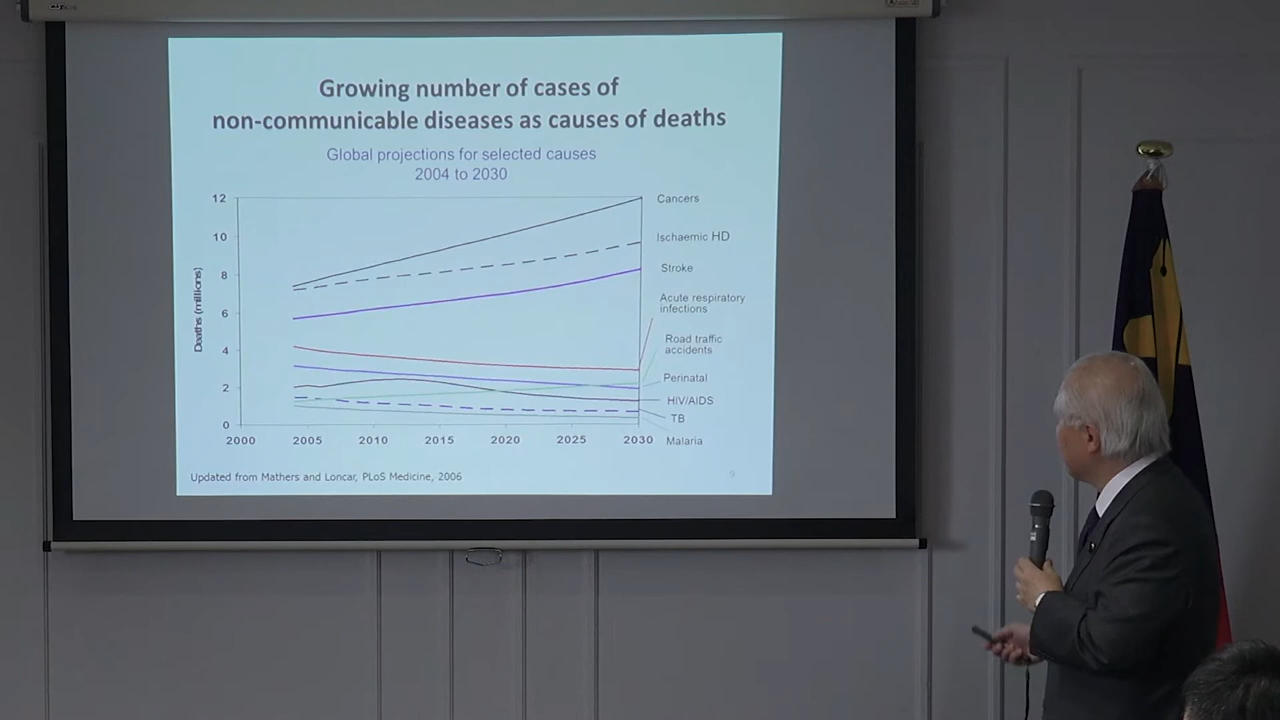 Growing number of cases of
non-communicable diseases as causes of deaths
Global projections for selected causes
2004 to 2030
Deaths (millions)
12
10
8
6
4
2
0
2000 2005 2010 2015 2020 2025 2030
Cancers
Ischaemic HD
Stroke
Acute respiratory
infections
Road traffic
accidents
Perinatal
HIV/AIDS
TB
Malaria
Updated from Mathers and Loncar, PLoS Medicine, 2006
9